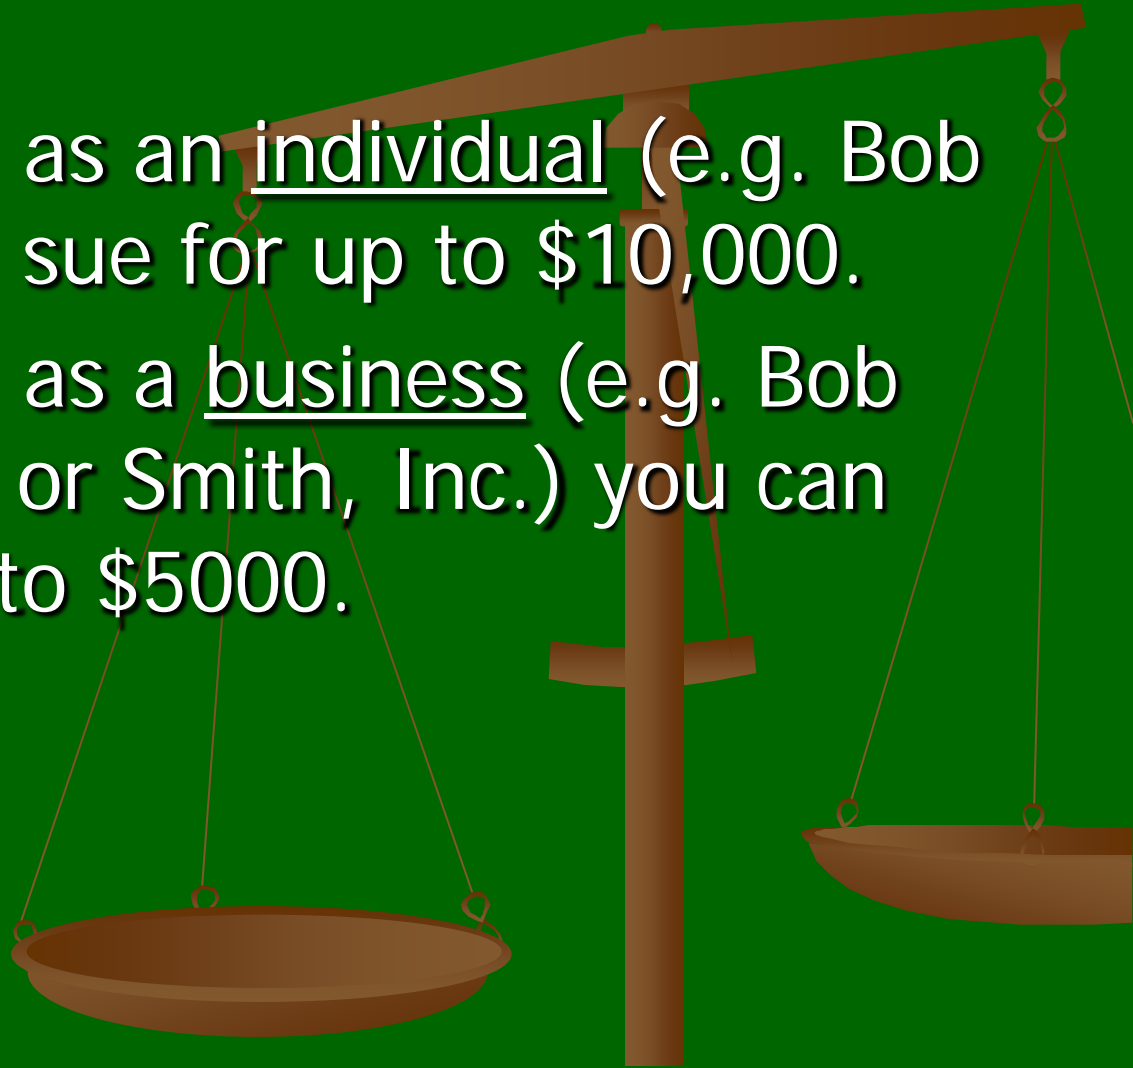 as an individual (e.g. Bob
sue for up to $10,000.
as a business (e.g. Bob
or Smith, Inc.) you can
to $5000.